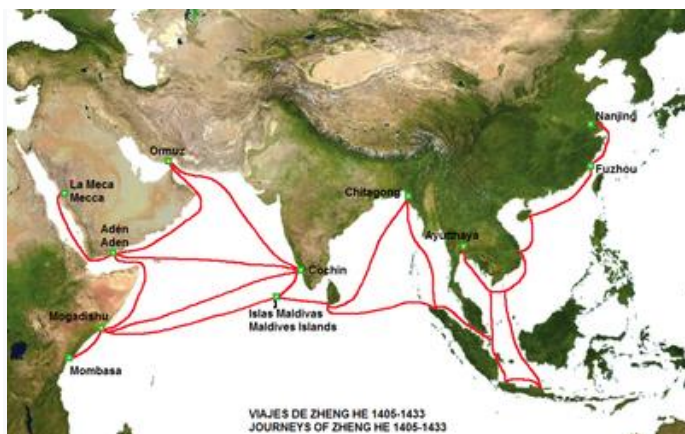 Nanjing
Ormuz
Fuzhou
La Meca
Mecca
Chitagong
Ayutthaya
Adén
Aden
Cochin
Islas Maldivas
Maldives Islands
Mogadishu
Mombasa
VIAJES DE ZHENG HE 1405-1433
JOURNEYS OF ZHENG HE 1405-1433